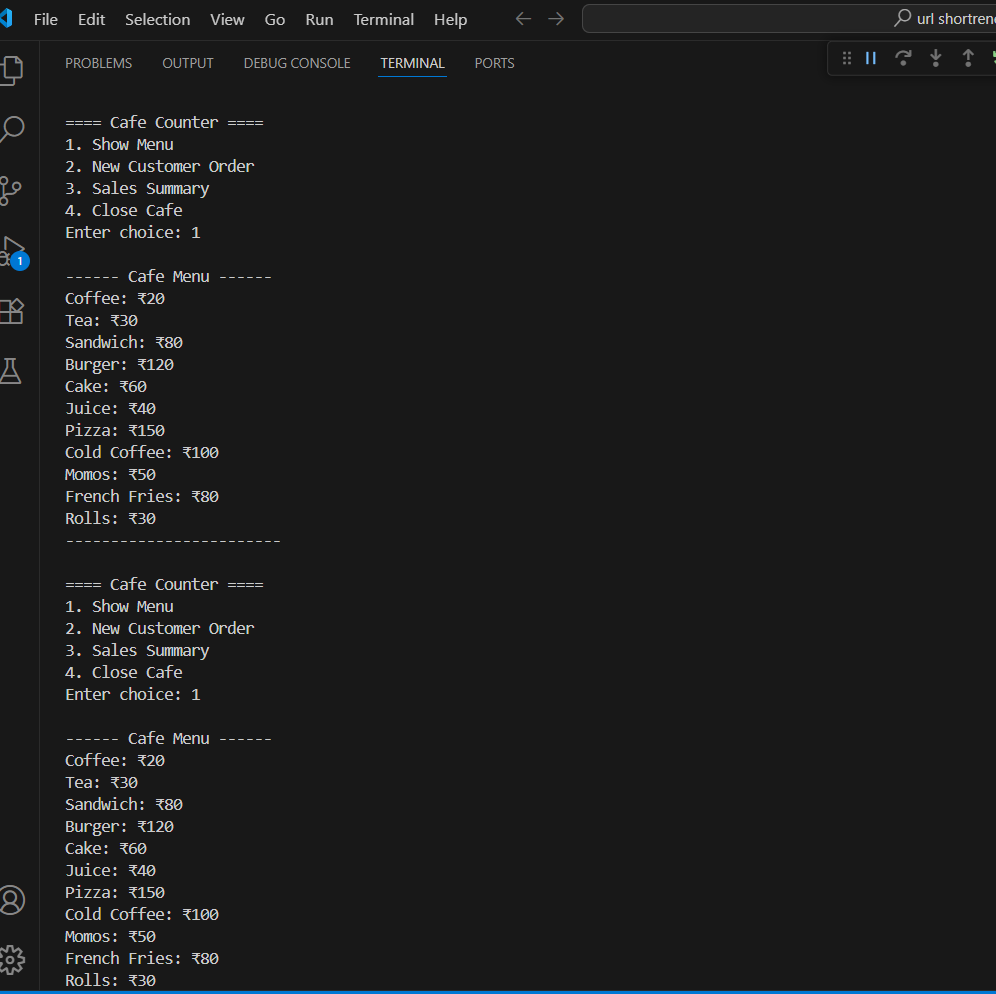 File Edit Selection View Go Run Terminal Help url shortrene
PROBLEMS OUTPUT DEBUG CONSOLE TERMINAL PORTS
==== Cafe Counter ====
1. Show Menu
2. New Customer Order
3. Sales Summary
4. Close Cafe
Enter choice: 1
------ Cafe Menu ------
Coffee: ₹20
Tea: ₹30
Sandwich: ₹80
Burger: ₹120
Cake: ₹60
Juice: ₹40
Pizza: ₹150
Cold Coffee: ₹100
Momos: ₹50
French Fries: ₹80
Rolls: ₹30
------------------------
==== Cafe Counter ====
1. Show Menu
2. New Customer Order
3. Sales Summary
4. Close Cafe
Enter choice: 1
------ Cafe Menu ------
Coffee: ₹20
Tea: ₹30
Sandwich: ₹80
Burger: ₹120
Cake: ₹60
Juice: ₹40
Pizza: ₹150
Cold Coffee: ₹100
Momos: ₹50
French Fries: ₹80
Rolls: ₹30
1